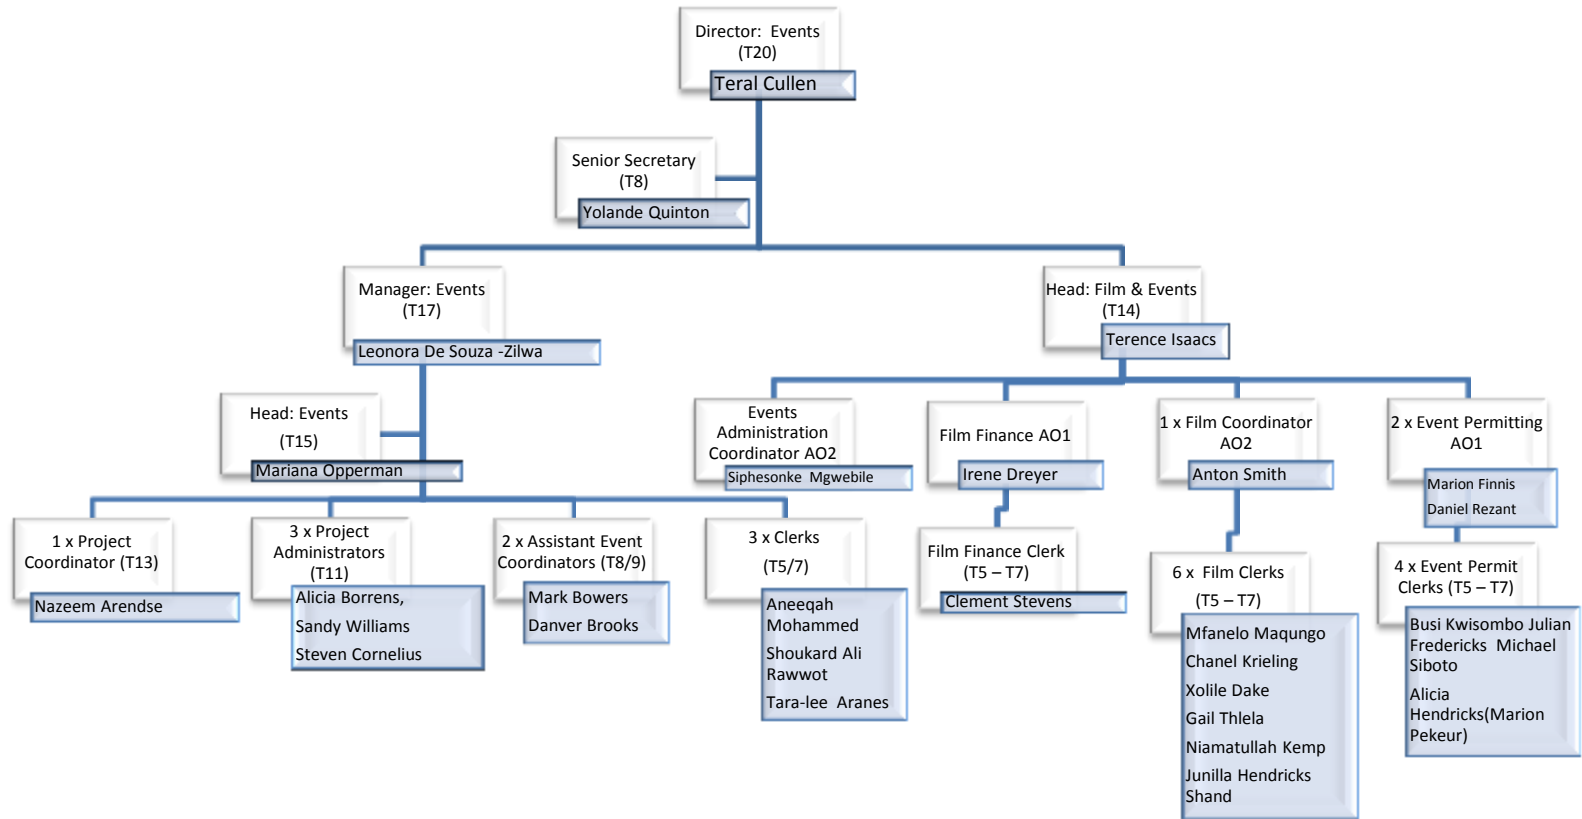 Director: Events
(T20)
Teral Cullen
Senior Secretary
(T8)
Yolande Quinton
Manager: Events
(T17)
Leonora De Souza -Zilwa
Head: Film & Events
(T14)
Terence Isaacs
Head: Events
(T15)
Mariana Opperman
Events
Administration
Coordinator AO2
Siphesonke Mgwebile
Film Finance AO1
Irene Dreyer
1 x Film Coordinator
AO2
Anton Smith
2 x Event Permitting
AO1
Marion Finnis
Daniel Rezant
1 x Project
Coordinator (T13)
Nazeem Arendse
3 x Project
Administrators
(T11)
Alicia Borrens,
Sandy Williams
Steven Cornelius
2 x Assistant Event
Coordinators (T8/9)
Mark Bowers
Danver Brooks
3 x Clerks
(T5/7)
Aneeqah
Mohammed
Shoukard Ali
Rawwot
Tara-lee Aranes
Film Finance Clerk
(T5 – T7)
Clement Stevens
6 x Film Clerks
(T5 – T7)
Mfanelo Maqungo
Chanel Krieling
Xolile Dake
Gail Thlela
Niamatullah Kemp
Junilla Hendricks
Shand
4 x Event Permit
Clerks (T5 – T7)
Busi Kwisombo Julian
Fredericks Michael
Siboto
Alicia
Hendricks(Marion
Pekeur)